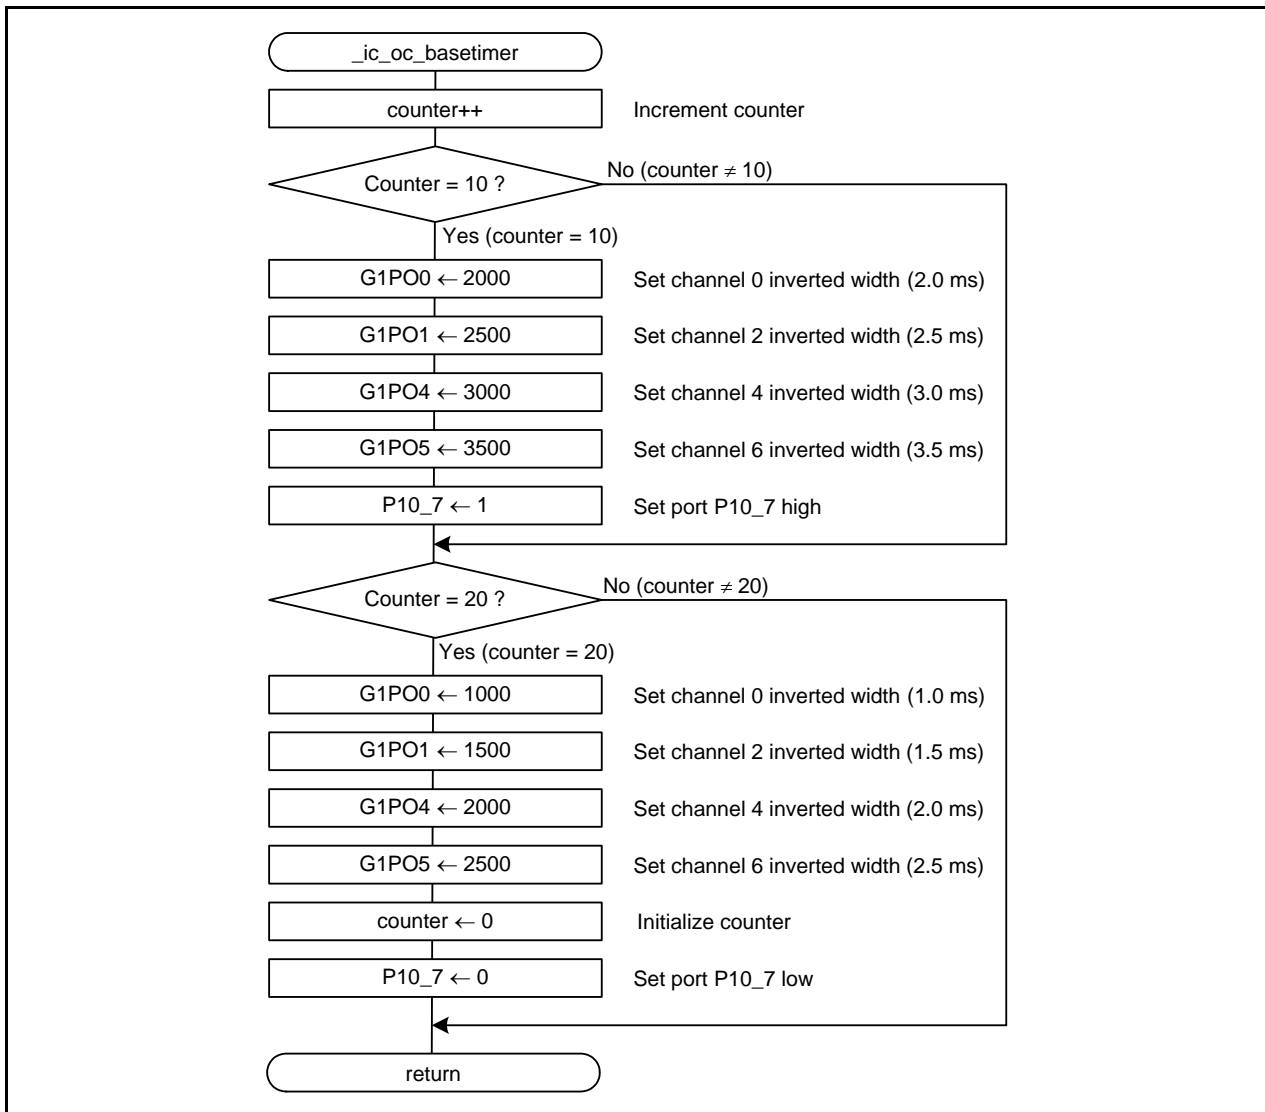 _ic_oc_basetimer
counter++ Increment counter
Counter = 10 ? No (counter ≠ 10)
Yes (counter = 10)
G1PO0 ← 2000 Set channel 0 inverted width (2.0 ms)
G1PO1 ← 2500 Set channel 2 inverted width (2.5 ms)
G1PO4 ← 3000 Set channel 4 inverted width (3.0 ms)
G1PO5 ← 3500 Set channel 6 inverted width (3.5 ms)
P10_7 ← 1 Set port P10_7 high
Counter = 20 ? No (counter ≠ 20)
Yes (counter = 20)
G1PO0 ← 1000 Set channel 0 inverted width (1.0 ms)
G1PO1 ← 1500 Set channel 2 inverted width (1.5 ms)
G1PO4 ← 2000 Set channel 4 inverted width (2.0 ms)
G1PO5 ← 2500 Set channel 6 inverted width (2.5 ms)
counter ← 0 Initialize counter
P10_7 ← 0 Set port P10_7 low
return